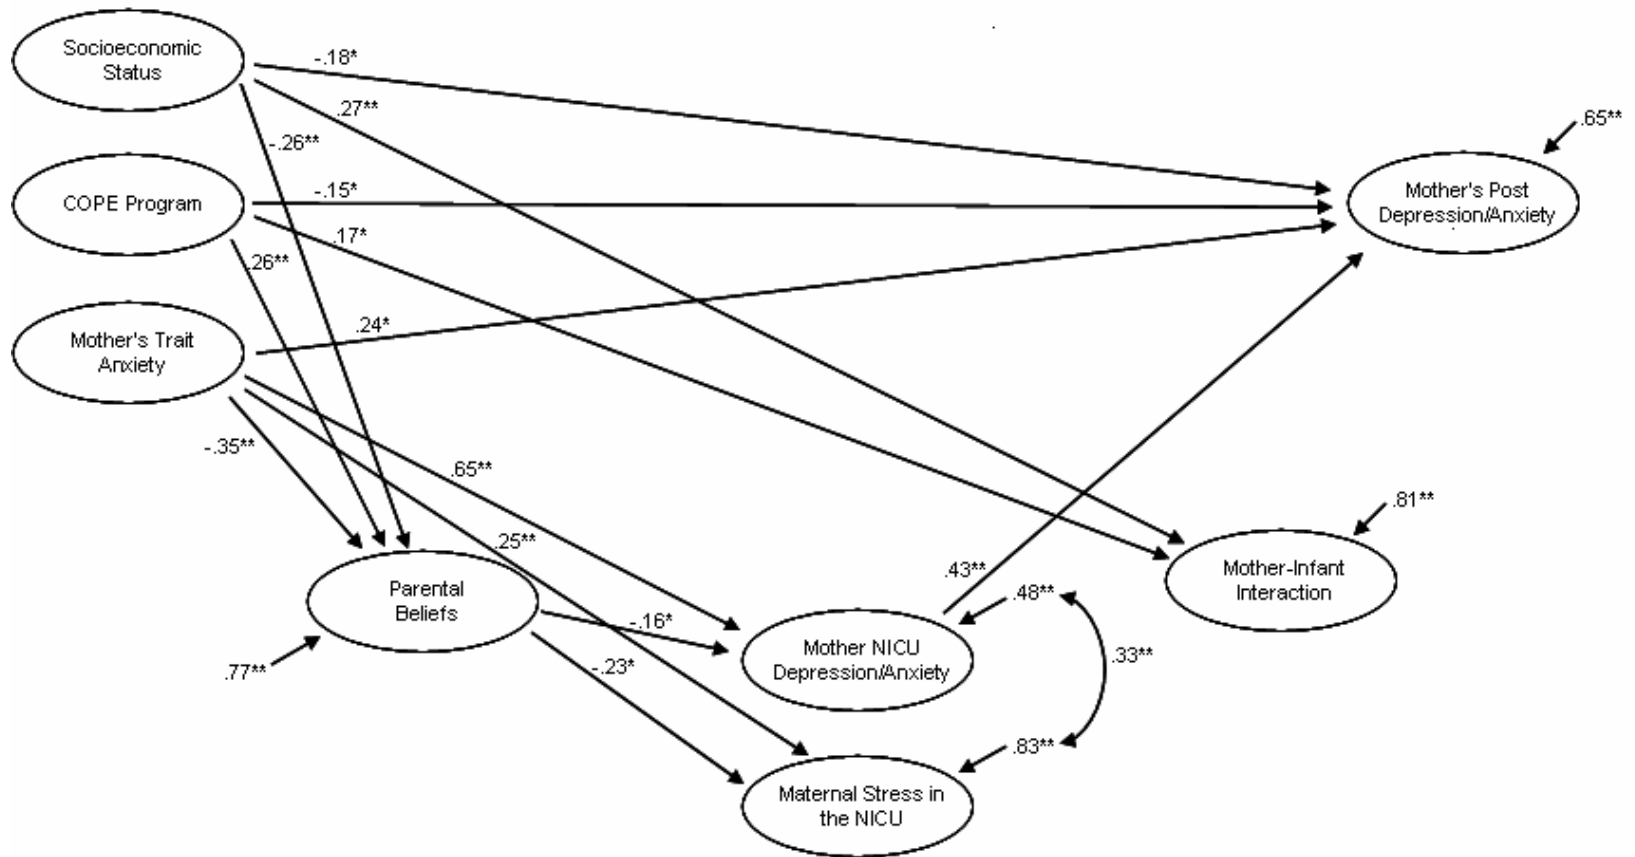 Socioeconomic
Status
-.18*
.27**
-.26**
.65**
COPE Program
-.15*
.17*
.26**
Mother's Post
Depression/Anxiety
Mother's Trait
Anxiety
.24*
-.35**
.65**
.25**
.81**
Parental
Beliefs
.77**
-.16*
-.23*
.43**
.48**
Mother-Infant
Interaction
Mother NICU
Depression/Anxiety
.33**
.83**
Maternal Stress in
the NICU